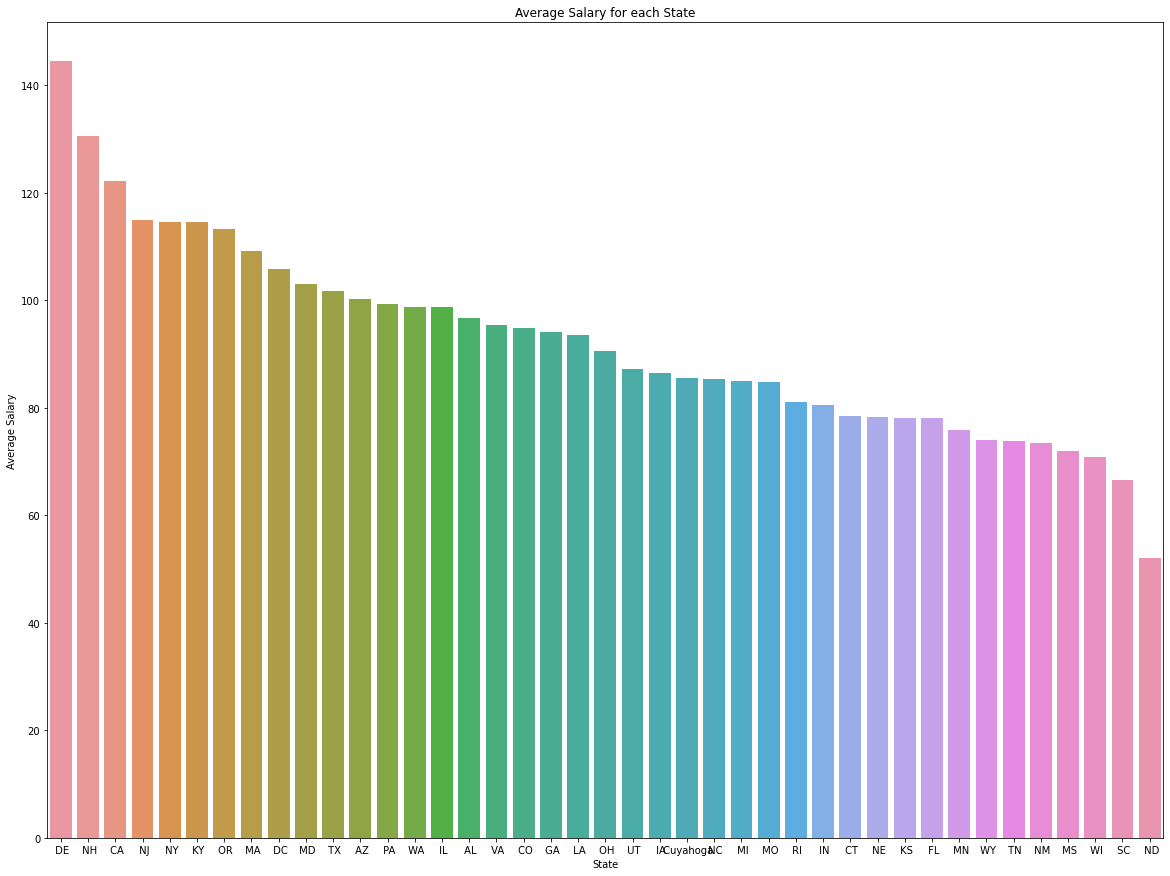 Average Salary for each State
Average Salary
140
120
100
80
60
40
20
0
DE NH CA NJ NY KY OR MA DC MD TX AZ PA WA IL AL VA CO GA LA OH UT IA Cuyahoga NC MI MO RI IN CT NE KS FL MN WY TN NM MS WI SC ND
State